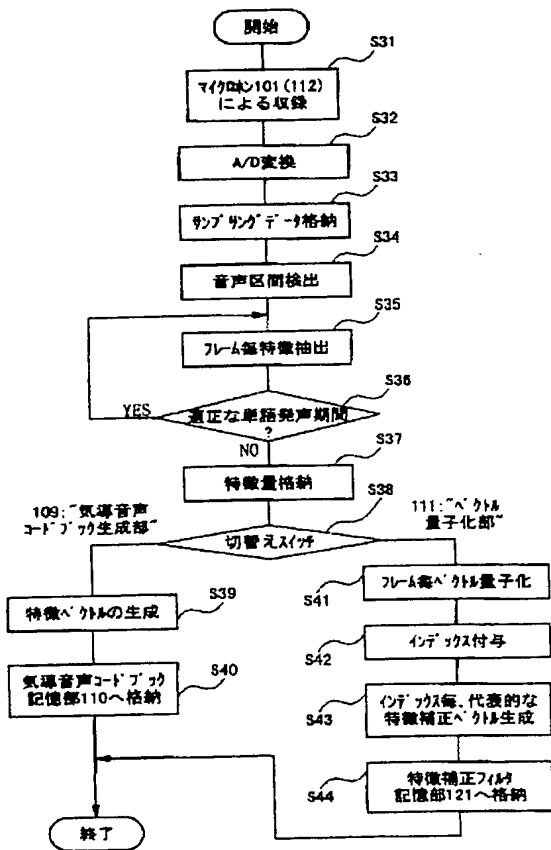 開始
S31
マイクロホン101(112)
による収録
S32
A/D変換
S33
サンプリングデータ格納
S34
音声区間検出
S35
フレーム毎特徴抽出
S36
適正な単語発声期間
?
YES
NO
S37
特徴量格納
S38
切替えスイッチ
109:"気導音声
コードブック生成部"
111:"ベクトル
量子化部"
S39
特徴ベクトルの生成
S40
気導音声コードブック
記憶部110へ格納
S41
フレーム毎ベクトル量子化
S42
インデックス付与
S43
インデックス毎、代表的な
特徴補正ベクトル生成
S44
特徴補正フィルタ
記憶部121へ格納
終了